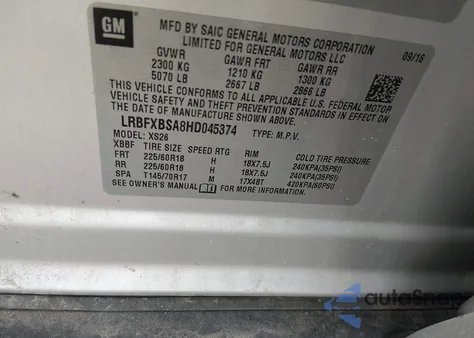 GM
MFD BY SAIC GENERAL MOTORS CORPORATION
LIMITED FOR GENERAL MOTORS LLC
09/16
GVWR GAWR FRT GAWR RR
2300 KG 1210 KG 1300 KG
5070 LB 2667 LB 2866 LB
THIS VEHICLE CONFORMS TO ALL APPLICABLE U.S. FEDERAL MOTOR
VEHICLE SAFETY AND THEFT PREVENTION STANDARDS IN EFFECT ON
THE DATE OF MANUFACTURE SHOWN ABOVE.
LRBFXBSA8HD045374 TYPE: M.P.V.
MODEL: XS26
XBBF TIRE SIZE SPEED RTG RIM COLD TIRE PRESSURE
FRT 225/60R18 H 18X7.5J 240KPA(35PSI)
RR 225/60R18 H 18X7.5J 240KPA(35PSI)
SPA T145/70R17 M 17X4BT 420KPA(60PSI)
SEE OWNER'S MANUAL
autoSnap